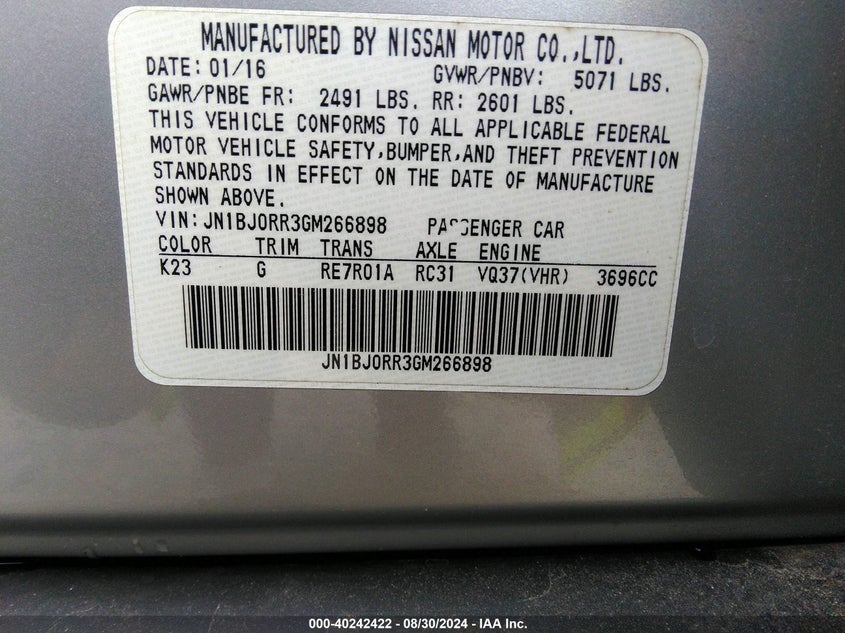 MANUFACTURED BY NISSAN MOTOR CO.,LTD.
DATE: 01/16 GVWR/PNBV: 5071 LBS.
GAWR/PNBE FR: 2491 LBS. RR: 2601 LBS.
THIS VEHICLE CONFORMS TO ALL APPLICABLE FEDERAL
MOTOR VEHICLE SAFETY,BUMPER,AND THEFT PREVENTION
STANDARDS IN EFFECT ON THE DATE OF MANUFACTURE
SHOWN ABOVE.
VIN: JN1BJ0RR3GM266898 PASSENGER CAR
COLOR TRIM TRANS AXLE ENGINE
K23 G RE7R01A RC31 VQ37(VHR) 3696CC
JN1BJ0RR3GM266898
000-40242422 - 08/30/2024 - IAA Inc.